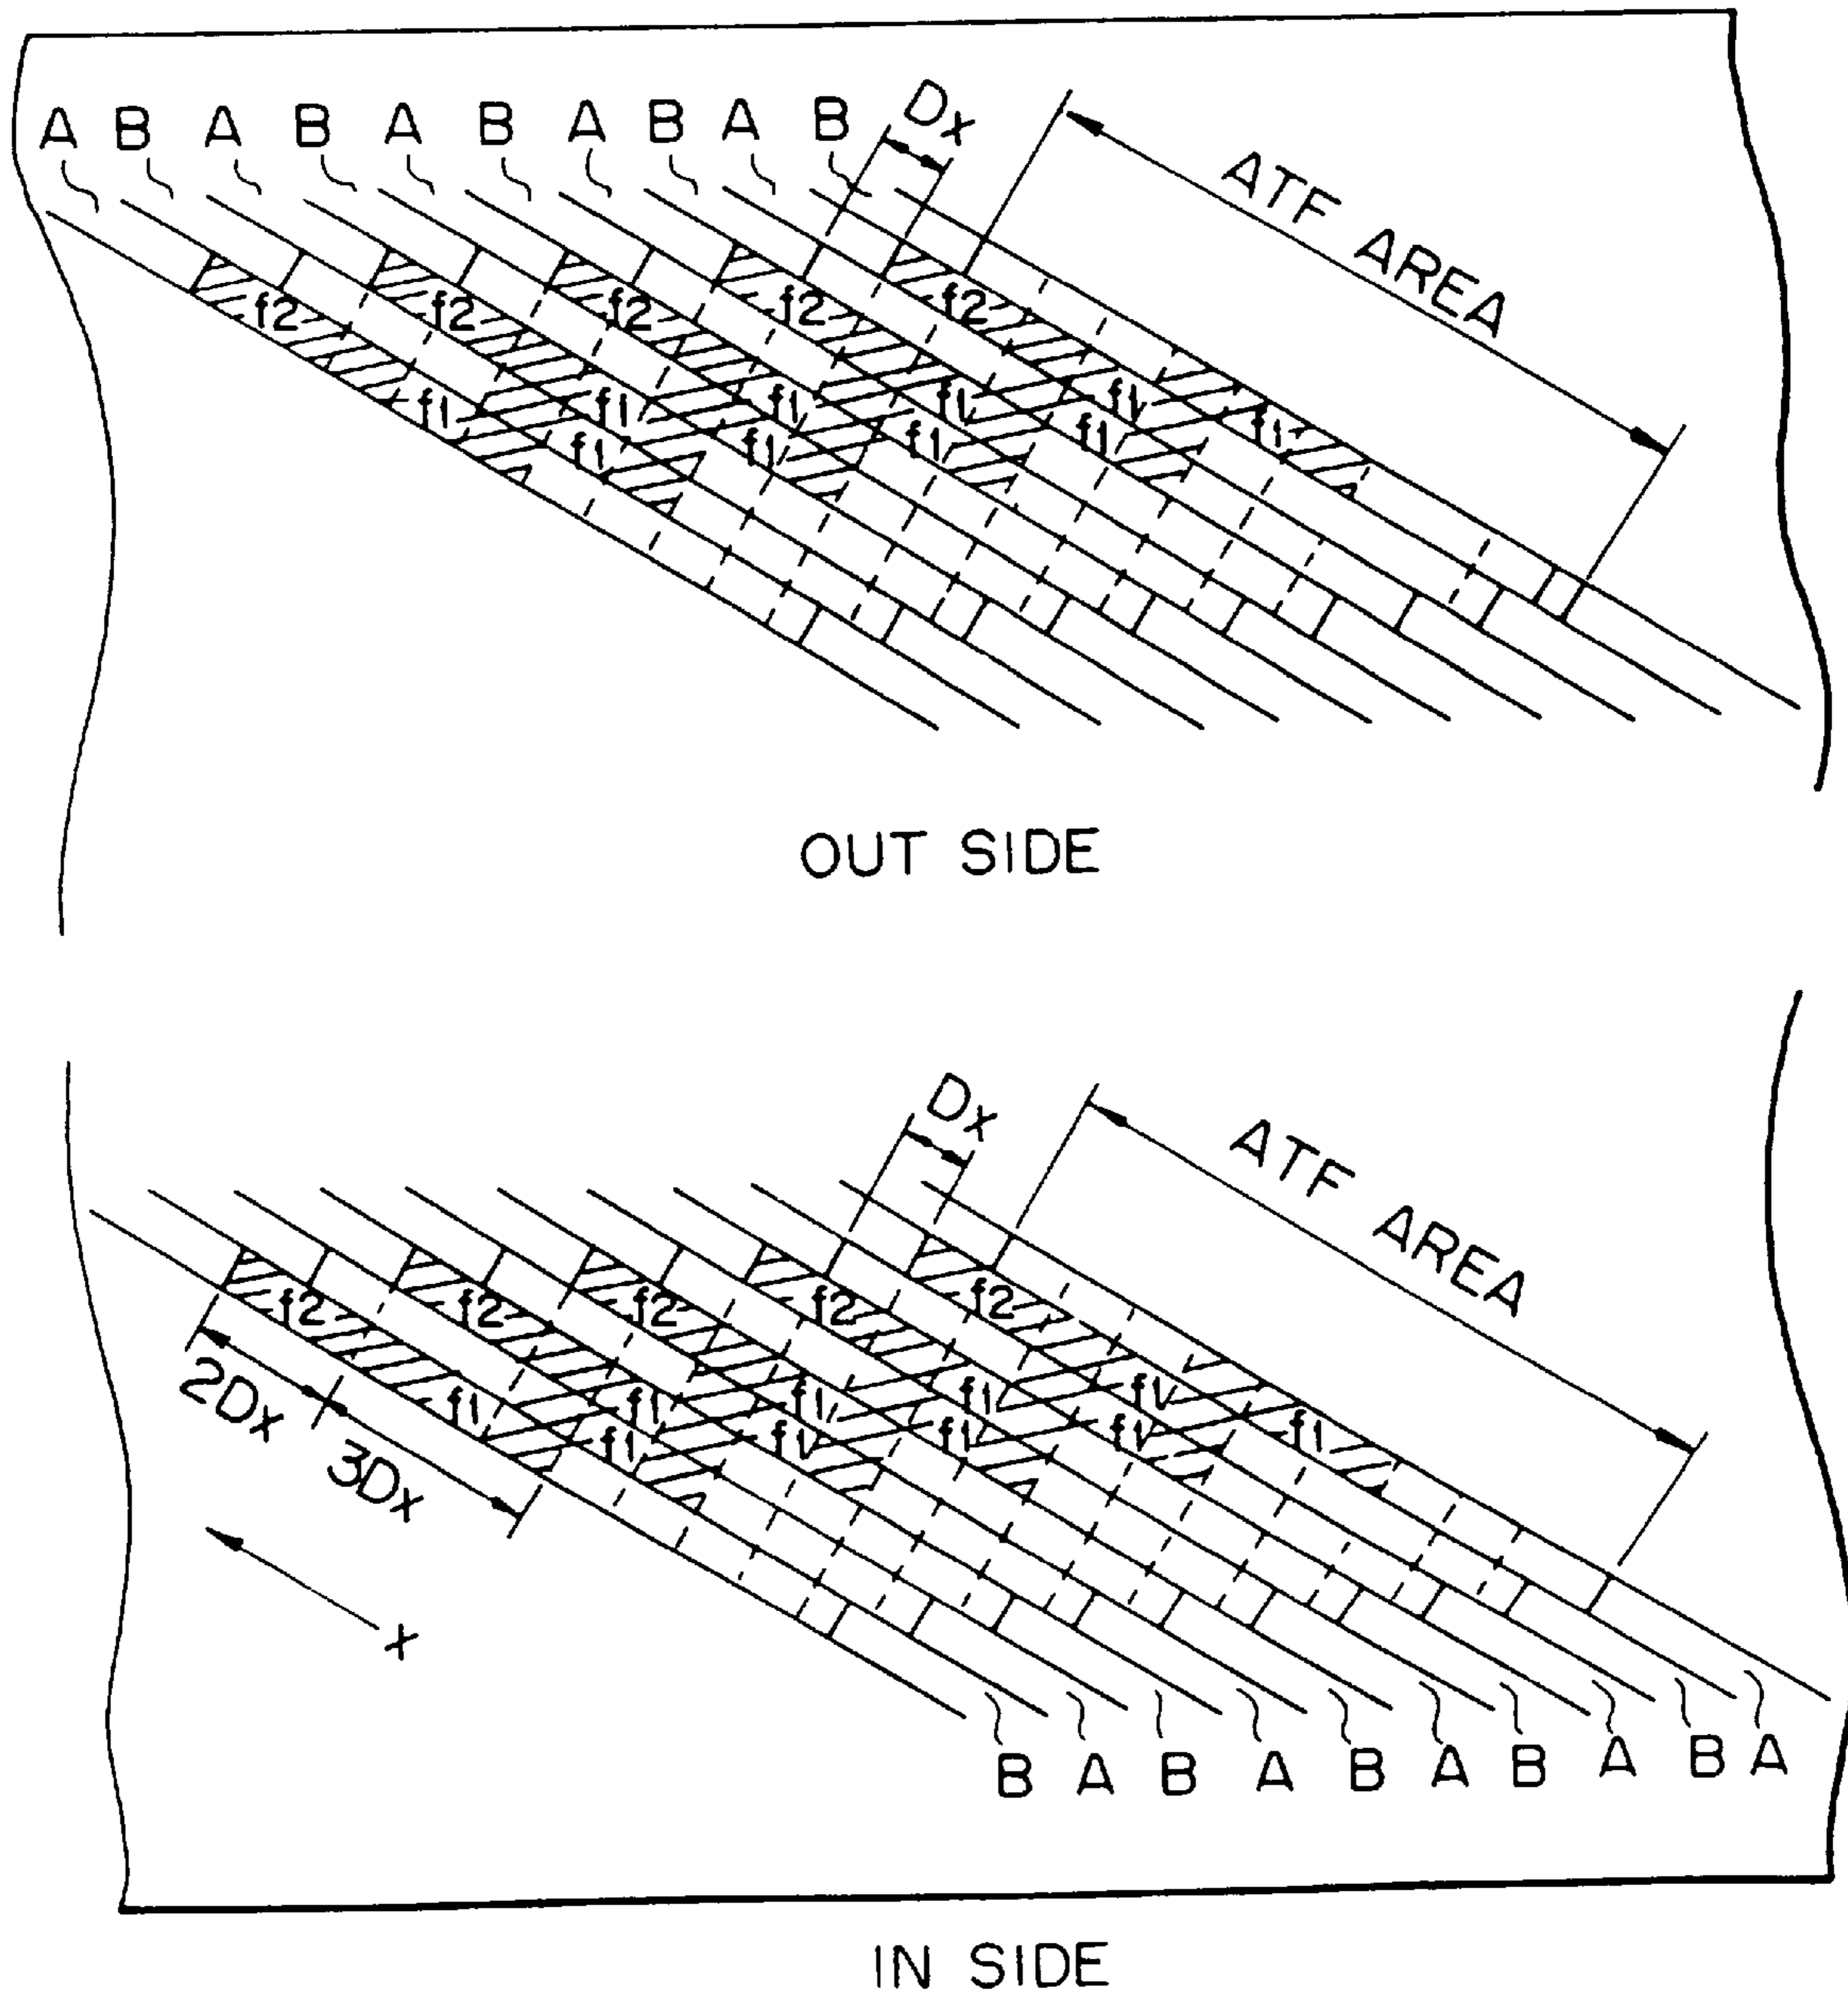 A B A B A B A B A B
Dx
ATF AREA
f2 f2 f2 f2 f2
f1 f1 f1 f1 f1 f1
f1 f1 f1 f1
OUT SIDE
Dx
ATF AREA
f2 f2 f2 f2 f2
f1 f1 f1 f1 f1 f1
f1 f1 f1 f1
2Dx
3Dx
x
B A B A B A B A B A
IN SIDE